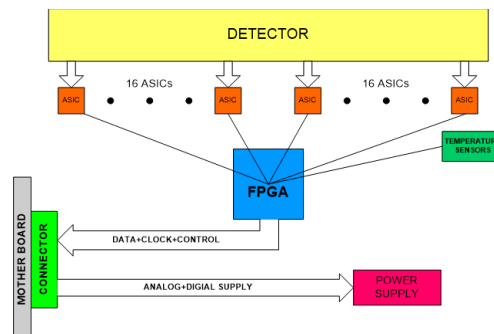 DETECTOR
16 ASICs
16 ASICs
ASIC
ASIC
ASIC
ASIC
TEMPERATUR
SENSORS
FPGA
MOTHER BOARD
CONNECTOR
DATA+CLOCK+CONTROL
ANALOG+DIGIAL SUPPLY
POWER
SUPPLY